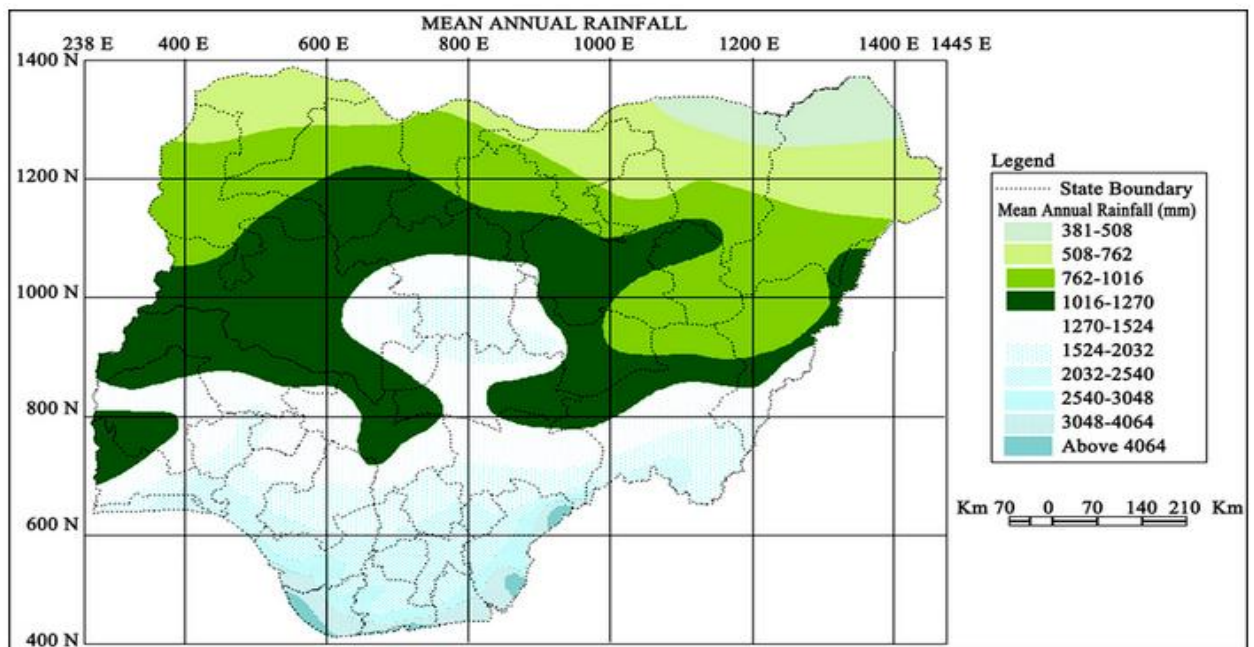 MEAN ANNUAL RAINFALL
238 E 400 E 600 E 800 E 1000 E 1200 E 1400 E 1445 E
1400 N
1200 N
1000 N
800 N
600 N
400 N
Legend
State Boundary
Mean Annual Rainfall (mm)
381-508
508-762
762-1016
1016-1270
1270-1524
1524-2032
2032-2540
2540-3048
3048-4064
Above 4064
Km 70 0 70 140 210 Km